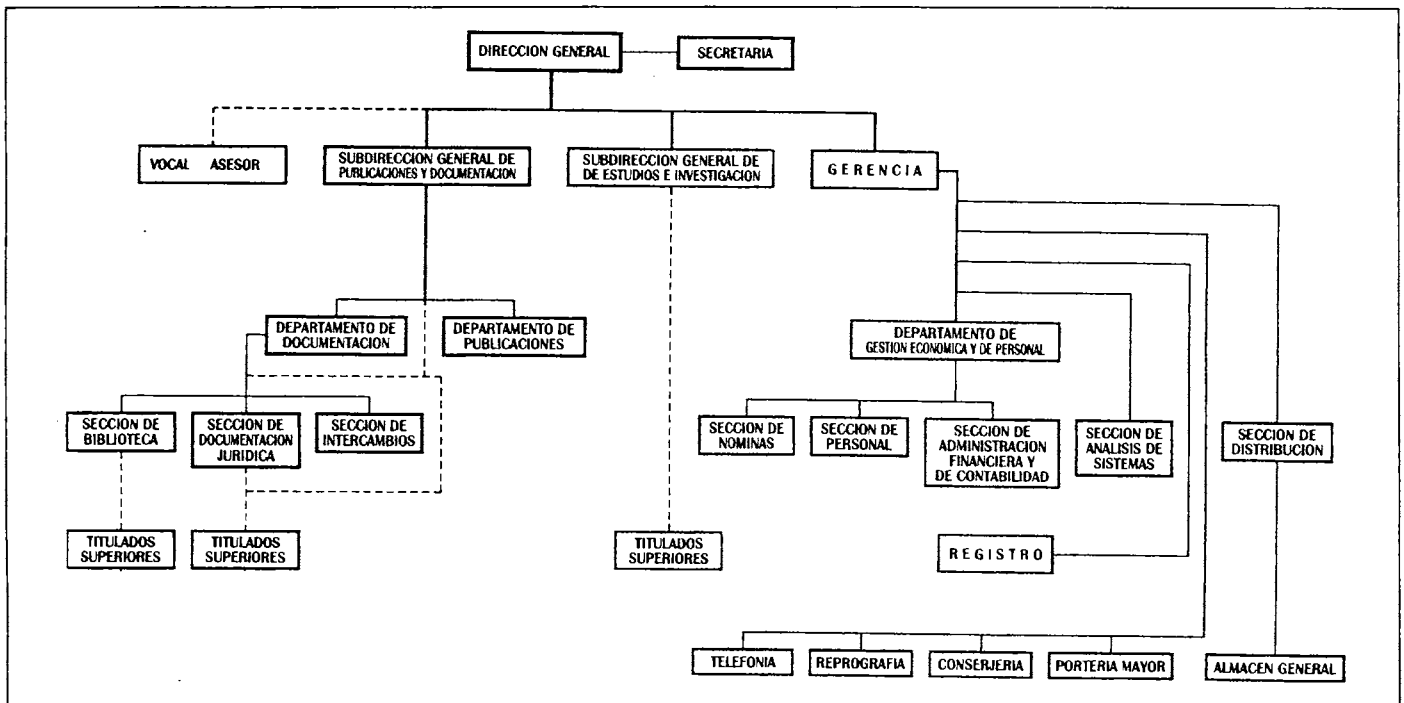 DIRECCION GENERAL
SECRETARIA
VOCAL ASESOR
SUBDIRECCION GENERAL DE
PUBLICACIONES Y DOCUMENTACION
SUBDIRECCION GENERAL DE
DE ESTUDIOS E INVESTIGACION
GERENCIA
DEPARTAMENTO DE
DOCUMENTACION
DEPARTAMENTO DE
PUBLICACIONES
DEPARTAMENTO DE
GESTION ECONOMICA Y DE PERSONAL
SECCION DE
BIBLIOTECA
SECCION DE
DOCUMENTACION
JURIDICA
SECCION DE
INTERCAMBIOS
SECCION DE
NOMINAS
SECCION DE
PERSONAL
SECCION DE
ADMINISTRACION
FINANCIERA Y
DE CONTABILIDAD
SECCION DE
ANALISIS DE
SISTEMAS
SECCION DE
DISTRIBUCION
TITULADOS
SUPERIORES
TITULADOS
SUPERIORES
TITULADOS
SUPERIORES
REGISTRO
TELEFONIA
REPROGRAFIA
CONSERJERIA
PORTERIA MAYOR
ALMACEN GENERAL